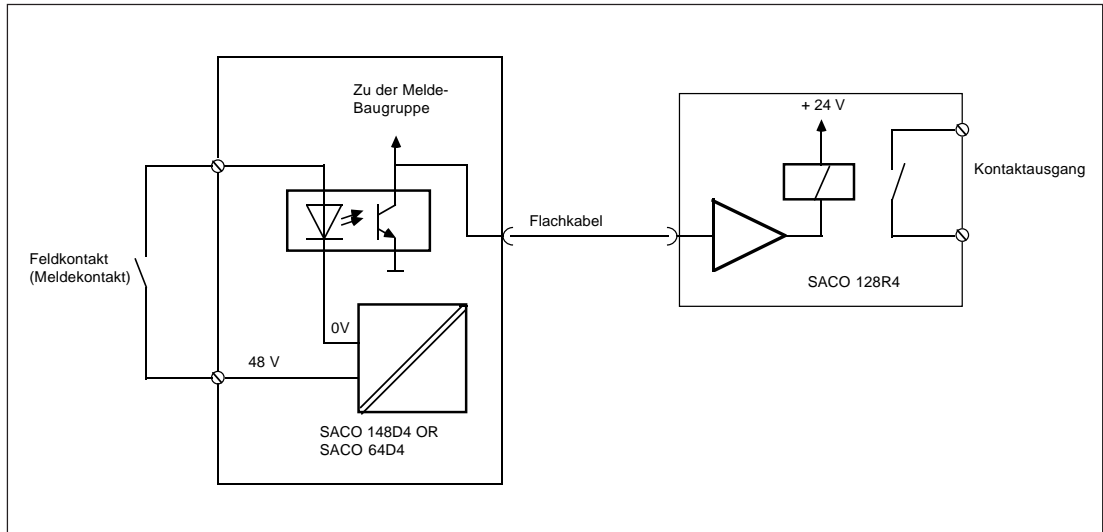 Zu der Melde-
Baugruppe
+ 24 V
Kontaktausgang
Flachkabel
Feldkontakt
(Meldekontakt)
SACO 128R4
0V
48 V
SACO 148D4 OR
SACO 64D4